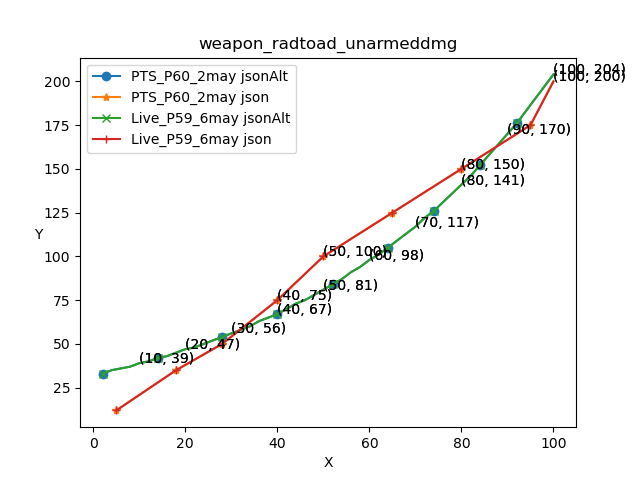 weapon_radtoad_unarmeddmg
PTS_P60_2may jsonAlt
PTS_P60_2may json
Live_P59_6may jsonAlt
Live_P59_6may json
(100, 204)
(100, 200)
(90, 170)
(80, 150)
(80, 141)
(70, 117)
(50, 100)
(60, 98)
(50, 81)
(40, 75)
(40, 67)
(30, 56)
(20, 47)
(10, 39)
Y
200
175
150
125
100
75
50
25
0 20 40 60 80 100
X